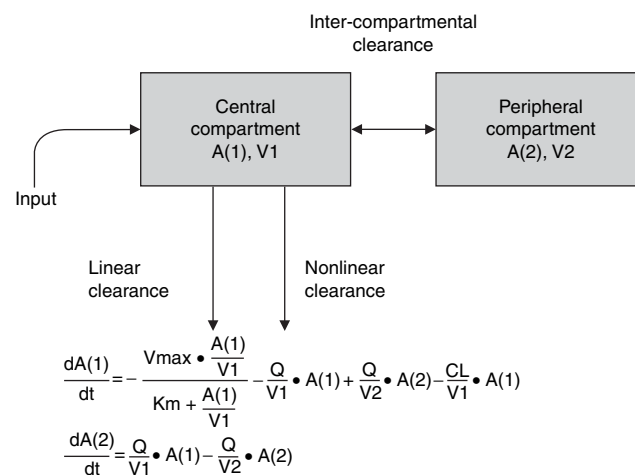 Inter-compartmental
clearance
Central
compartment
A(1), V1
Peripheral
compartment
A(2), V2
Input
Linear
clearance
Nonlinear
clearance
dA(1)/dt = − (Vmax • A(1)/V1)/(Km + A(1)/V1) − Q/V1 • A(1) + Q/V2 • A(2) − CL/V1 • A(1)
dA(2)/dt = Q/V1 • A(1) − Q/V2 • A(2)